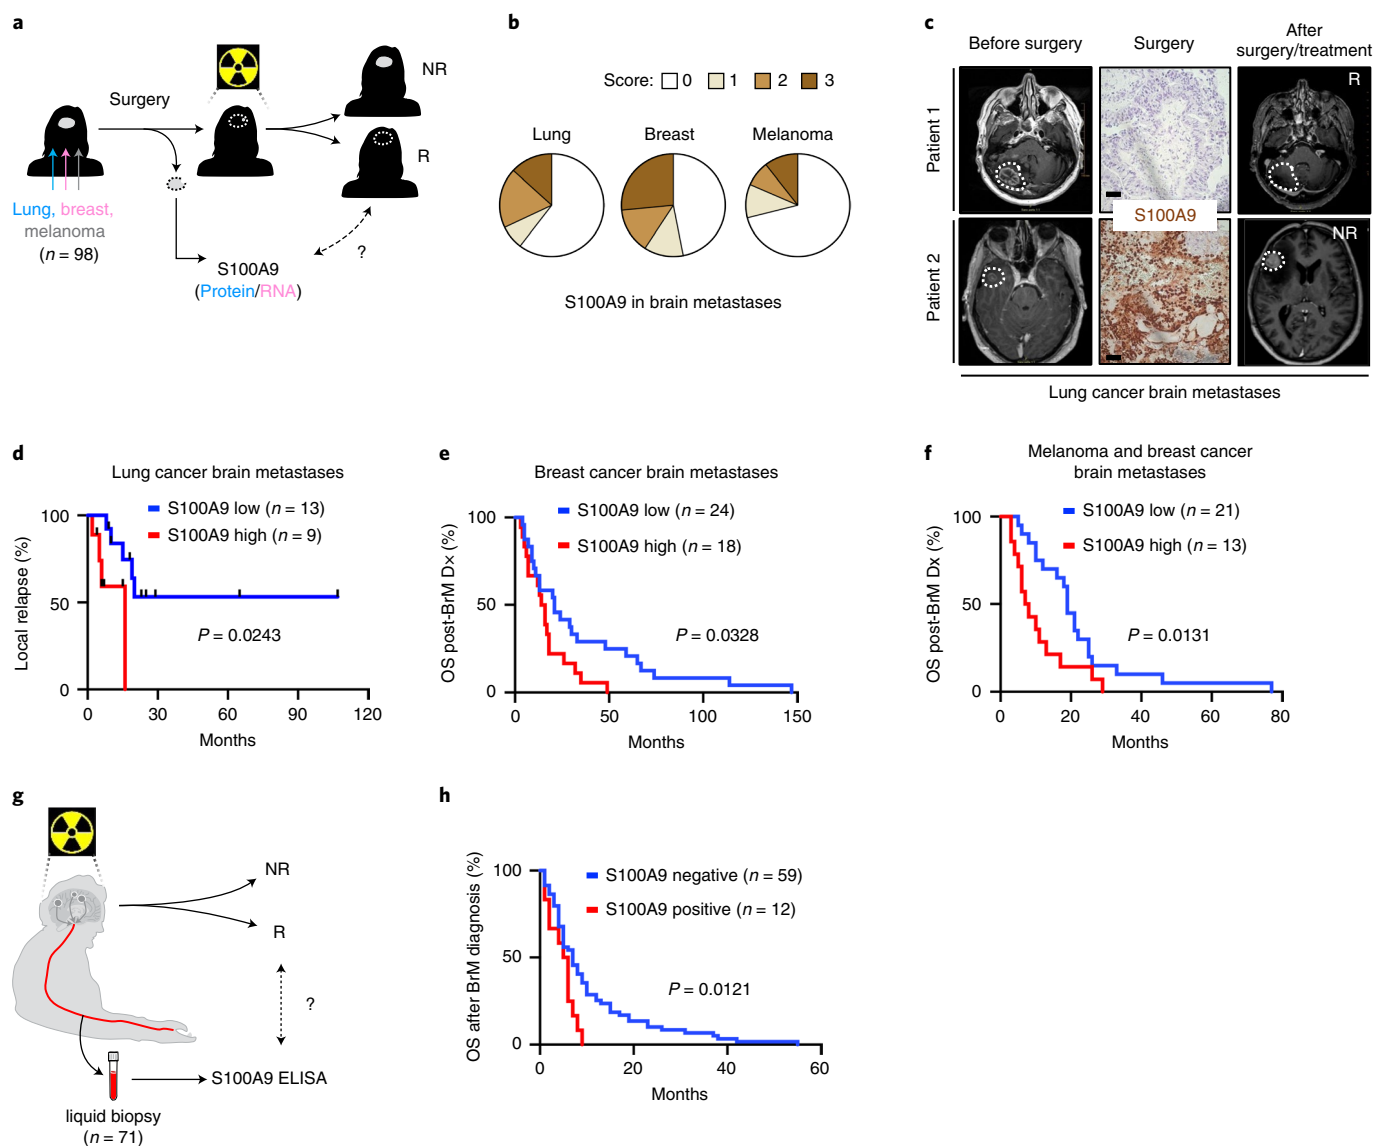 a
NR
Surgery
R
Lung, breast,
melanoma
(n = 98)
?
S100A9
(Protein/RNA)
b
Score: 0 1 2 3
Lung Breast Melanoma
S100A9 in brain metastases
c
Before surgery Surgery After
surgery/treatment
Patient 1
R
S100A9
Patient 2
NR
Lung cancer brain metastases
d
Lung cancer brain metastases
S100A9 low (n = 13)
S100A9 high (n = 9)
Local relapse (%)
100
50
0
P = 0.0243
0 30 60 90 120
Months
e
Breast cancer brain metastases
S100A9 low (n = 24)
S100A9 high (n = 18)
OS post-BrM Dx (%)
100
50
0
P = 0.0328
0 50 100 150
Months
f
Melanoma and breast cancer
brain metastases
S100A9 low (n = 21)
S100A9 high (n = 13)
OS post-BrM Dx (%)
100
50
0
P = 0.0131
0 20 40 60 80
Months
g
NR
R
?
S100A9 ELISA
liquid biopsy
(n = 71)
h
S100A9 negative (n = 59)
S100A9 positive (n = 12)
OS after BrM diagnosis (%)
100
50
0
P = 0.0121
0 20 40 60
Months